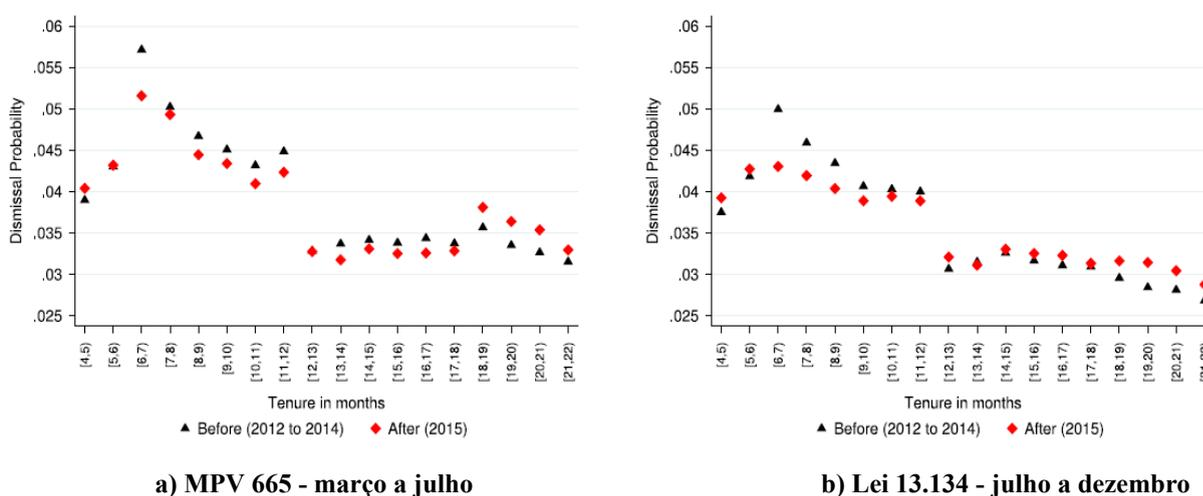 .06
.055
.05
.045
.04
.035
.03
.025
Dismissal Probability
[4,5) [5,6) [6,7) [7,8) [8,9) [9,10) [10,11) [11,12) [12,13) [13,14) [14,15) [15,16) [16,17) [17,18) [18,19) [19,20) [20,21) [21,22)
Tenure in months
▲ Before (2012 to 2014) ◆ After (2015)
a) MPV 665 - março a julho
.06
.055
.05
.045
.04
.035
.03
.025
Dismissal Probability
[4,5) [5,6) [6,7) [7,8) [8,9) [9,10) [10,11) [11,12) [12,13) [13,14) [14,15) [15,16) [16,17) [17,18) [18,19) [19,20) [20,21)
Tenure in months
▲ Before (2012 to 2014) ◆ After (2015)
b) Lei 13.134 - julho a dezembro